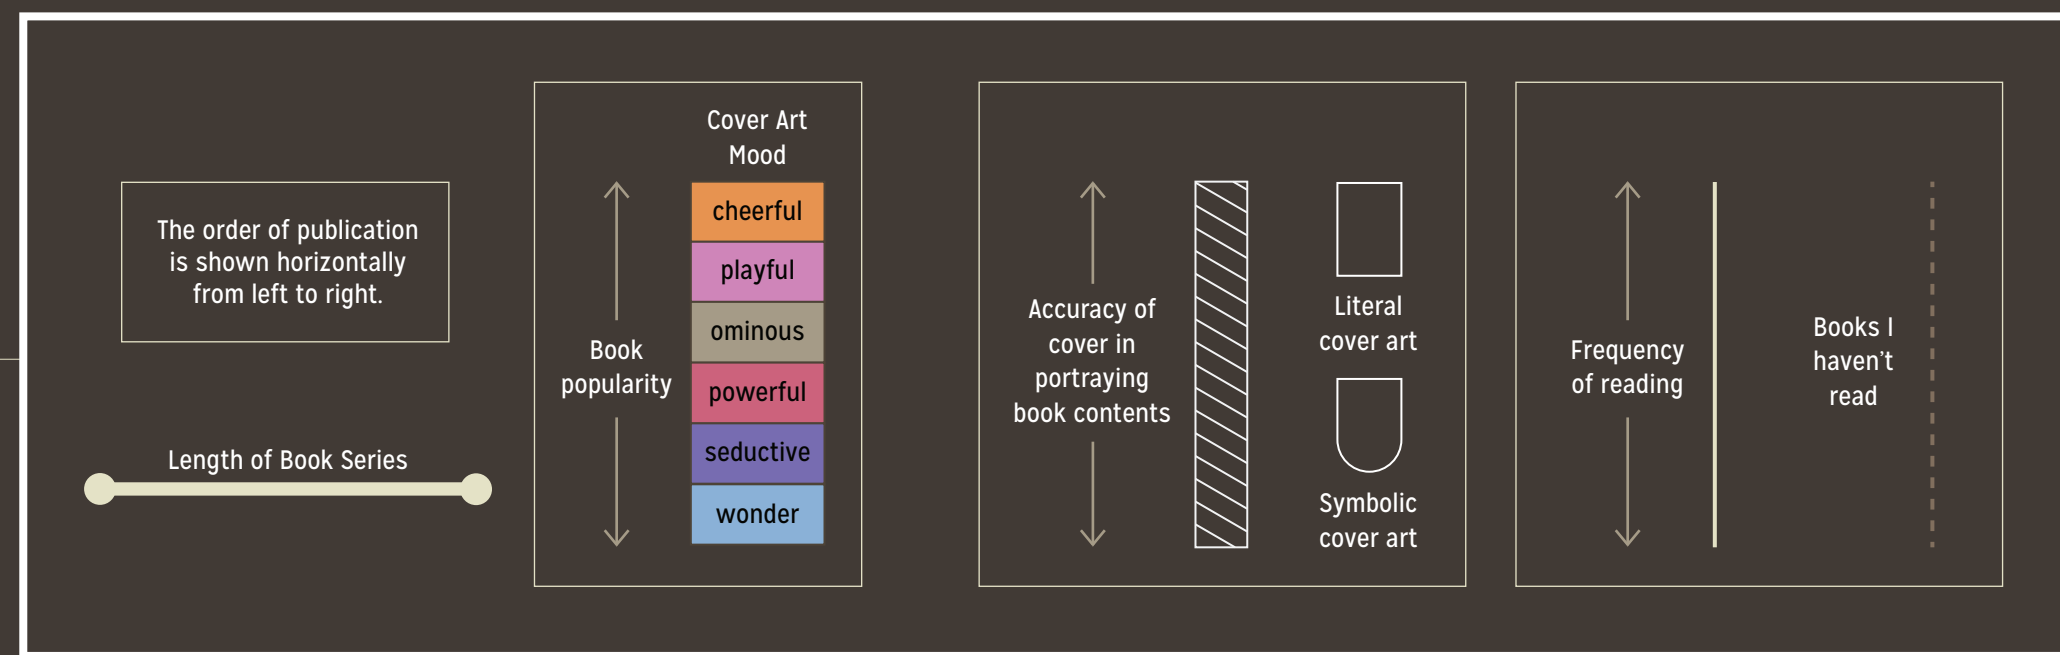 The order of publication
is shown horizontally
from left to right.
Length of Book Series
Book
popularity
Cover Art
Mood
cheerful
playful
ominous
powerful
seductive
wonder
Accuracy of
cover in
portraying
book contents
Literal
cover art
Symbolic
cover art
Frequency
of reading
Books I
haven't
read